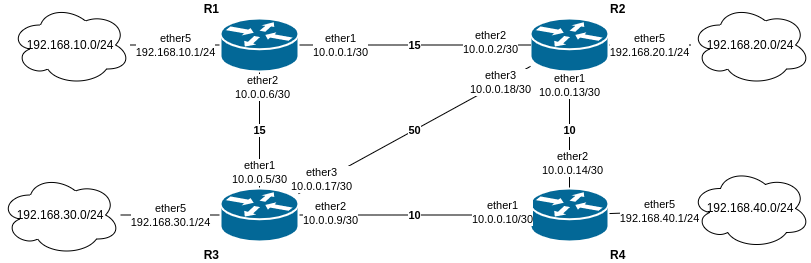 R1
R2
192.168.10.0/24
ether5
192.168.10.1/24
ether1
10.0.0.1/30
15
ether2
10.0.0.2/30
ether5
192.168.20.1/24
192.168.20.0/24
ether2
10.0.0.6/30
ether3
10.0.0.18/30
ether1
10.0.0.13/30
15
50
10
ether1
10.0.0.5/30
ether3
10.0.0.17/30
ether2
10.0.0.14/30
192.168.30.0/24
ether5
192.168.30.1/24
ether2
10.0.0.9/30
10
ether1
10.0.0.10/30
ether5
192.168.40.1/24
192.168.40.0/24
R3
R4